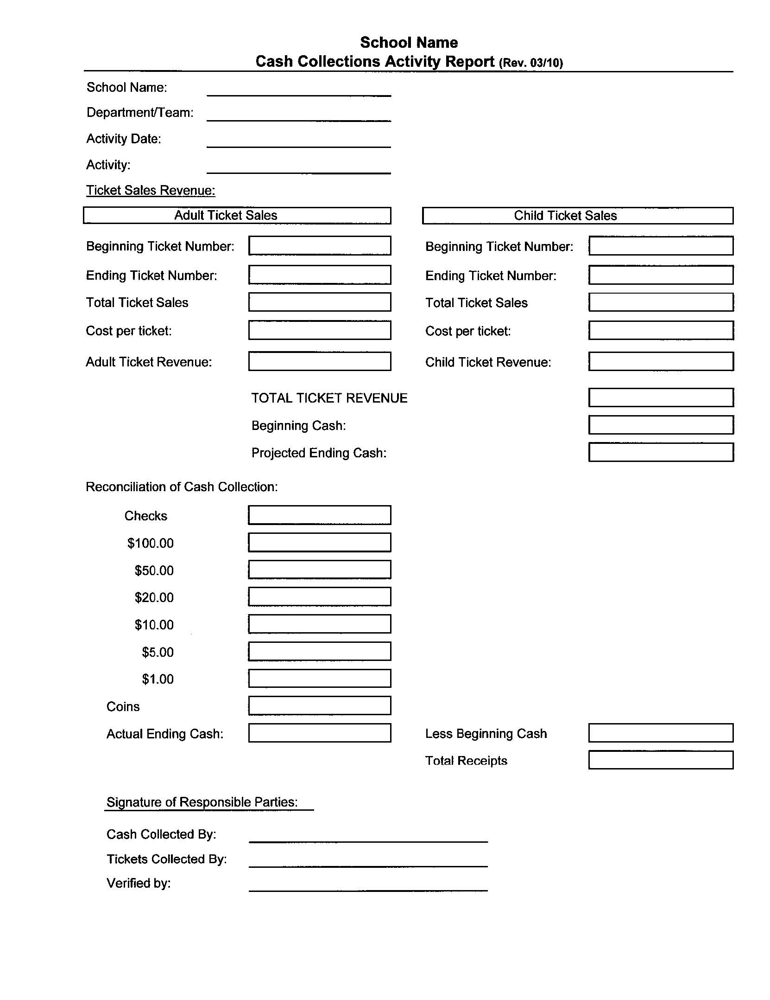 School Name
Cash Collections Activity Report (Rev. 03/10)
School Name:
Department/Team:
Activity Date:
Activity:
Ticket Sales Revenue:
Adult Ticket Sales
Child Ticket Sales
Beginning Ticket Number:
Beginning Ticket Number:
Ending Ticket Number:
Ending Ticket Number:
Total Ticket Sales
Total Ticket Sales
Cost per ticket:
Cost per ticket:
Adult Ticket Revenue:
Child Ticket Revenue:
TOTAL TICKET REVENUE
Beginning Cash:
Projected Ending Cash:
Reconciliation of Cash Collection:
Checks
$100.00
$50.00
$20.00
$10.00
$5.00
$1.00
Coins
Actual Ending Cash:
Less Beginning Cash
Total Receipts
Signature of Responsible Parties:
Cash Collected By:
Tickets Collected By:
Verified by: